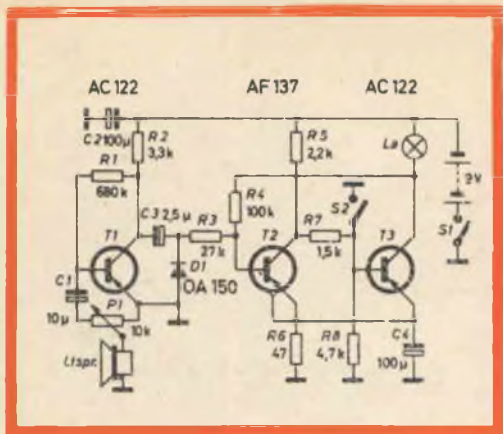 AC 122 AF 137 AC 122
C2 100µ
R2
3,3k
R5
2,2k
La
R1
680k
R4
100k
S2
9V
S1
C3 2,5µ
R3
27k
R7
1,5k
T1
T2
T3
D1
OA 150
C1
10µ
P1
10k
Ltspr.
R6
47
R8
4,7k
C4
100µ